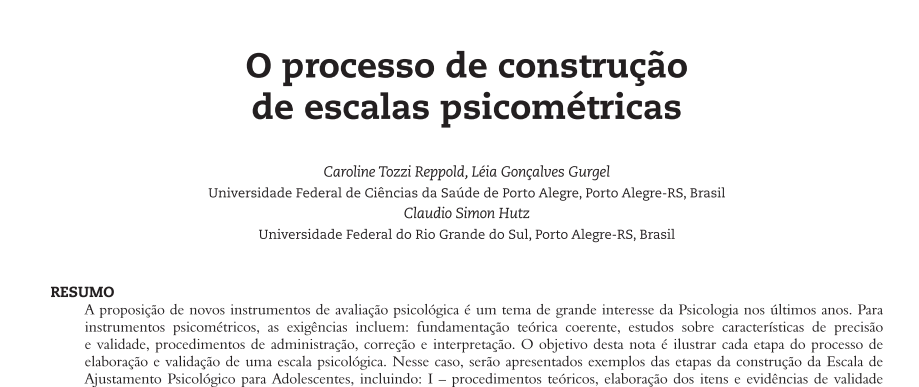 O processo de construção
de escalas psicométricas
Caroline Tozzi Reppold, Léia Gonçalves Gurgel
Universidade Federal de Ciências da Saúde de Porto Alegre, Porto Alegre-RS, Brasil
Claudio Simon Hutz
Universidade Federal do Rio Grande do Sul, Porto Alegre-RS, Brasil
RESUMO
A proposição de novos instrumentos de avaliação psicológica é um tema de grande interesse da Psicologia nos últimos anos. Para
instrumentos psicométricos, as exigências incluem: fundamentação teórica coerente, estudos sobre características de precisão
e validade, procedimentos de administração, correção e interpretação. O objetivo desta nota é ilustrar cada etapa do processo de
elaboração e validação de uma escala psicológica. Nesse caso, serão apresentados exemplos das etapas da construção da Escala de
Ajustamento Psicológico para Adolescentes, incluindo: I – procedimentos teóricos, elaboração dos itens e evidências de validade